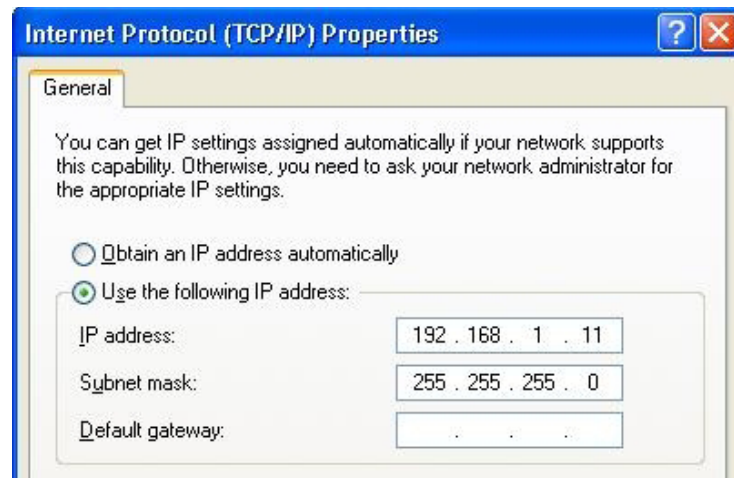 Internet Protocol (TCP/IP) Properties
General
You can get IP settings assigned automatically if your network supports
this capability. Otherwise, you need to ask your network administrator for
the appropriate IP settings.
Obtain an IP address automatically
Use the following IP address:
IP address: 192 . 168 . 1 . 11
Subnet mask: 255 . 255 . 255 . 0
Default gateway: . . .